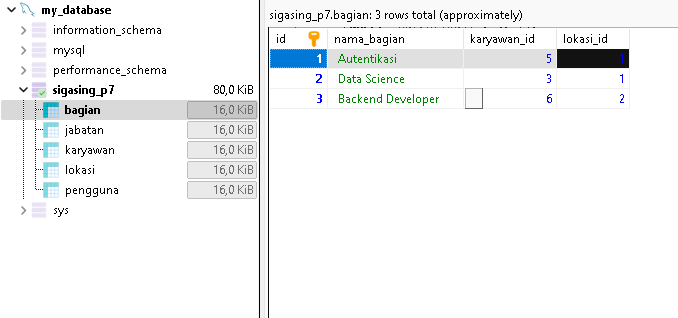 my_database
information_schema
mysql
performance_schema
sigasing_p7 80,0 KiB
bagian 16,0 KiB
jabatan 16,0 KiB
karyawan 16,0 KiB
lokasi 16,0 KiB
pengguna 16,0 KiB
sys
sigasing_p7.bagian: 3 rows total (approximately)
id nama_bagian karyawan_id lokasi_id
1 Autentikasi 5 1
2 Data Science 3 1
3 Backend Developer 6 2